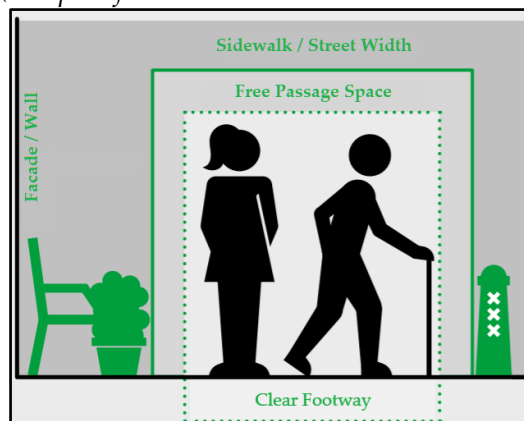 Sidewalk / Street Width
Free Passage Space
Facade / Wall
Clear Footway